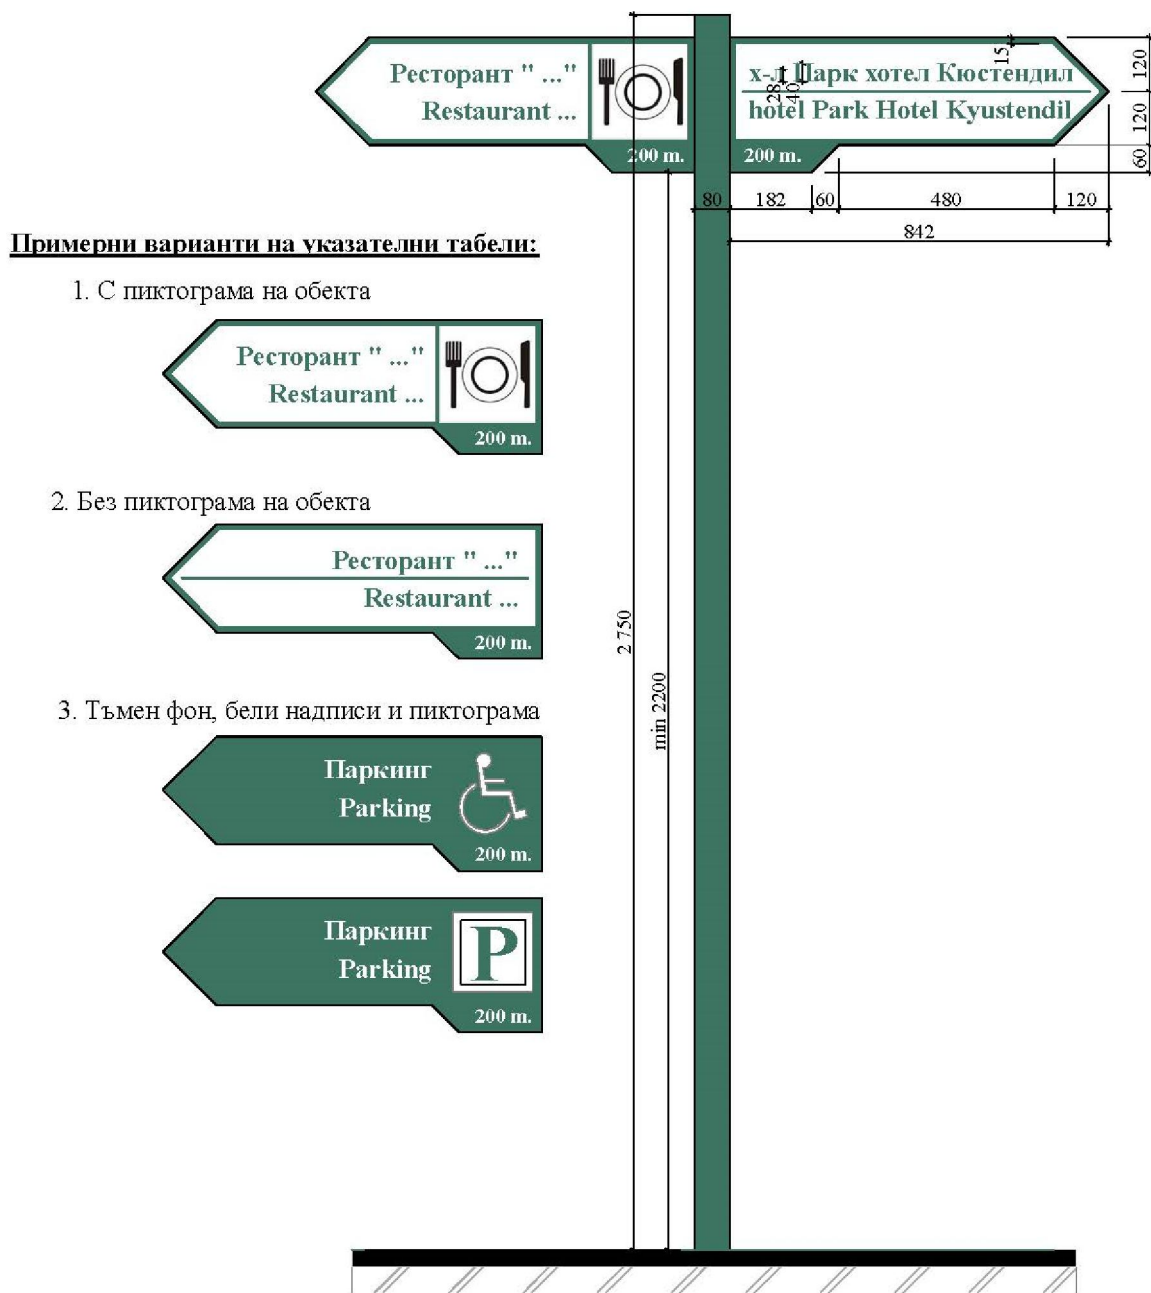 Ресторант " ..."
Restaurant ...
200 m.
х-л Парк хотел Кюстендил
hotel Park Hotel Kyustendil
200 m.
15
28
40
120
120
60
80
182
60
480
120
842
Примерни варианти на указателни табели:
1. С пиктограма на обекта
Ресторант " ..."
Restaurant ...
200 m.
2. Без пиктограма на обекта
Ресторант " ..."
Restaurant ...
200 m.
2 750
min 2200
3. Тъмен фон, бели надписи и пиктограма
Паркинг
Parking
200 m.
Паркинг
Parking
P
200 m.